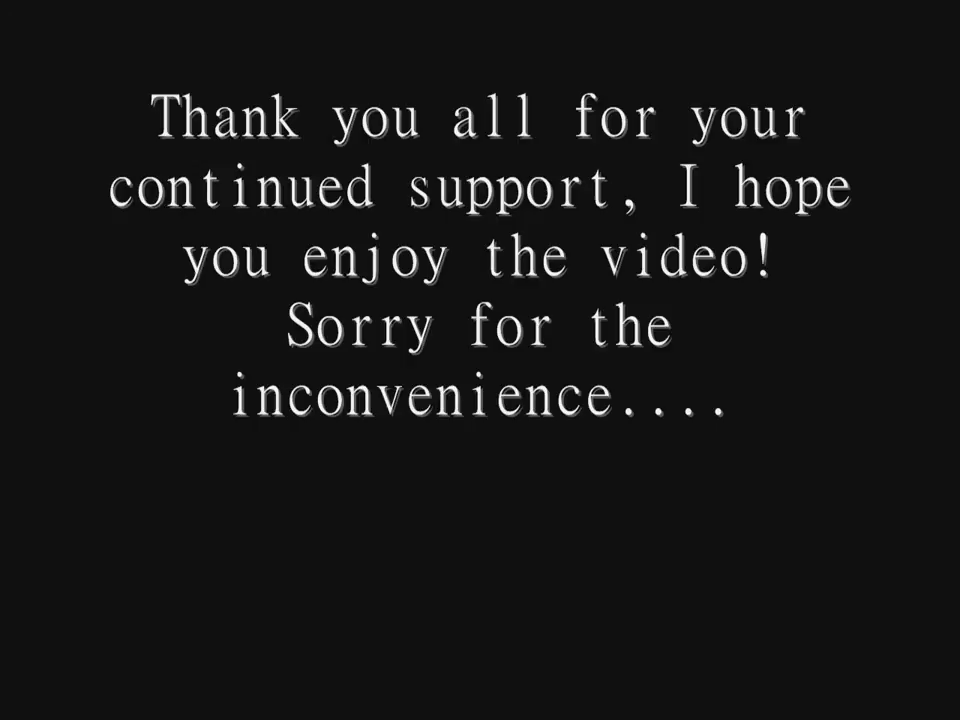 Thank you all for your
continued support, I hope
you enjoy the video!
Sorry for the
inconvenience....